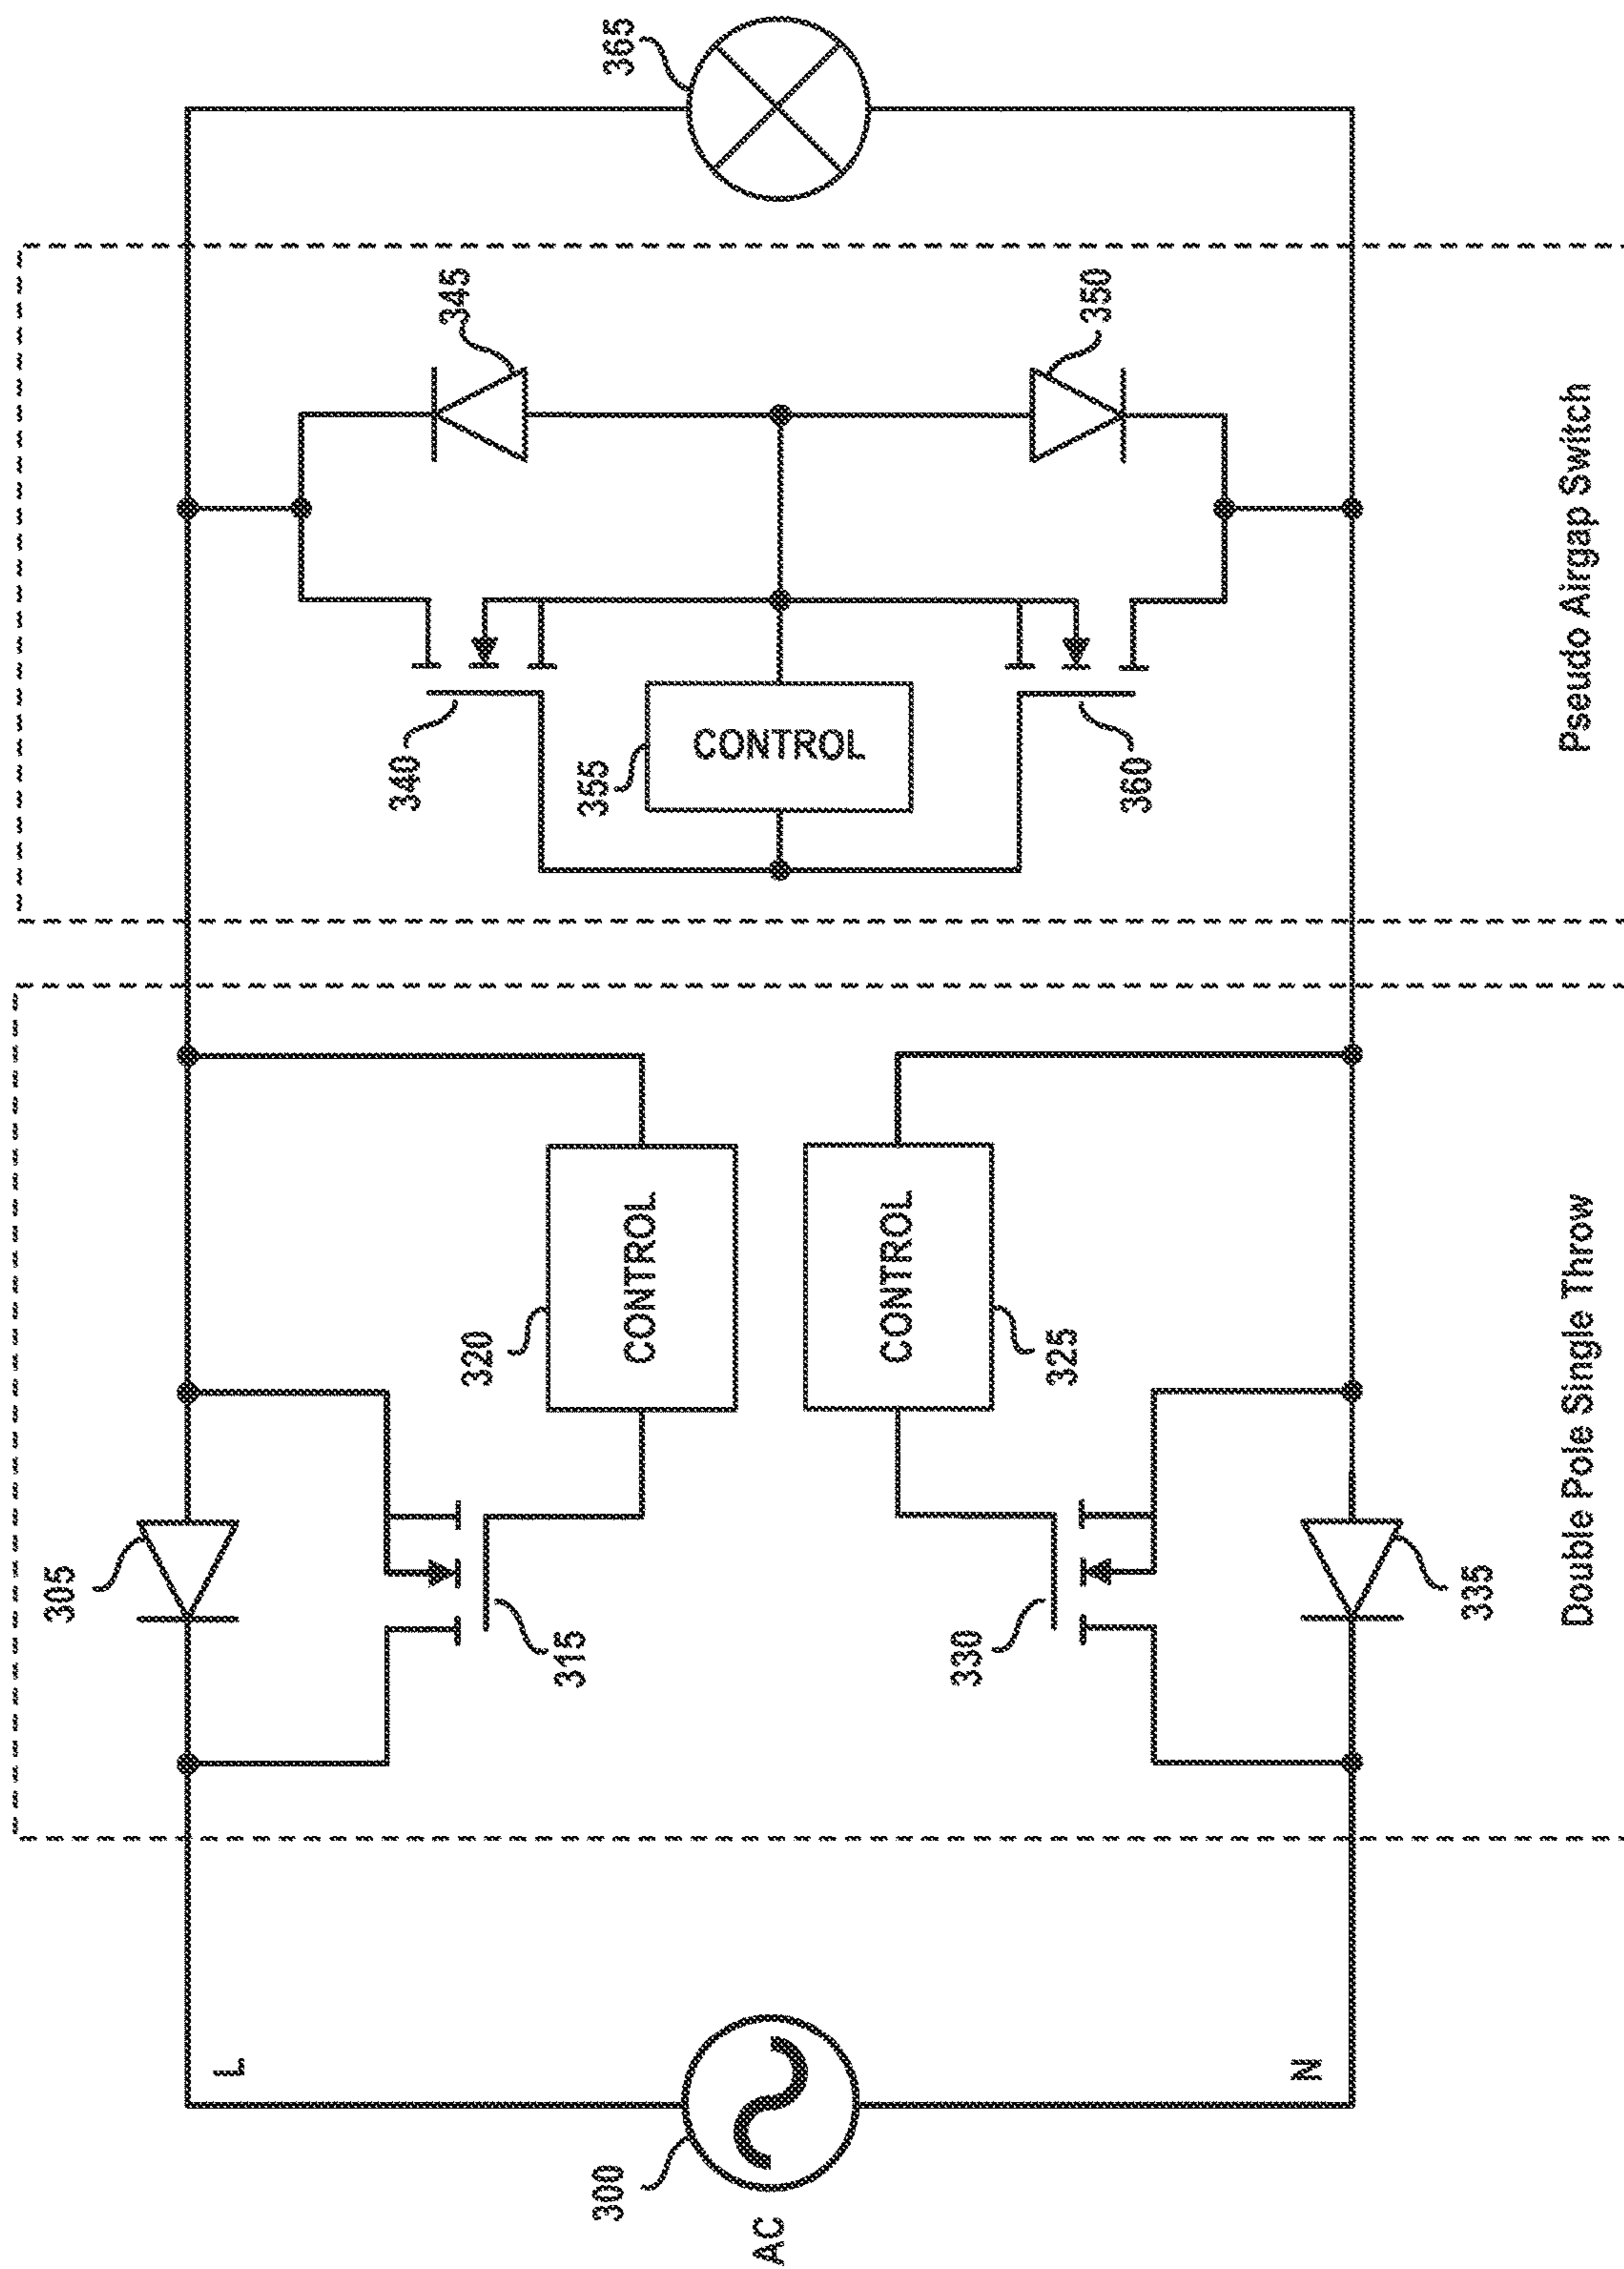 AC
300
L
N
305
315
320
CONTROL
325
CONTROL
330
335
Double Pole Single Throw
340
345
350
355
CONTROL
360
Pseudo Airgap Switch
365